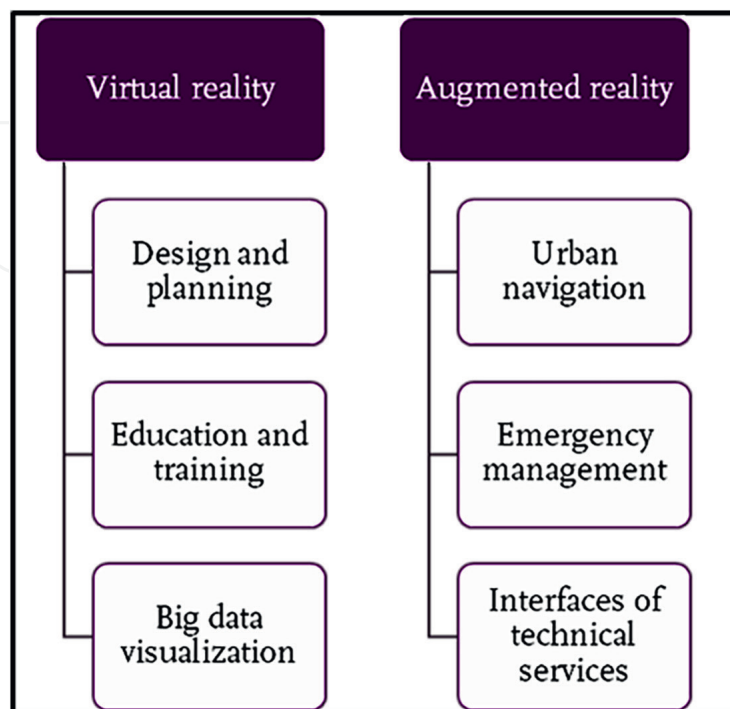 Virtual reality
Design and
planning
Education and
training
Big data
visualization
Augmented reality
Urban
navigation
Emergency
management
Interfaces of
technical
services